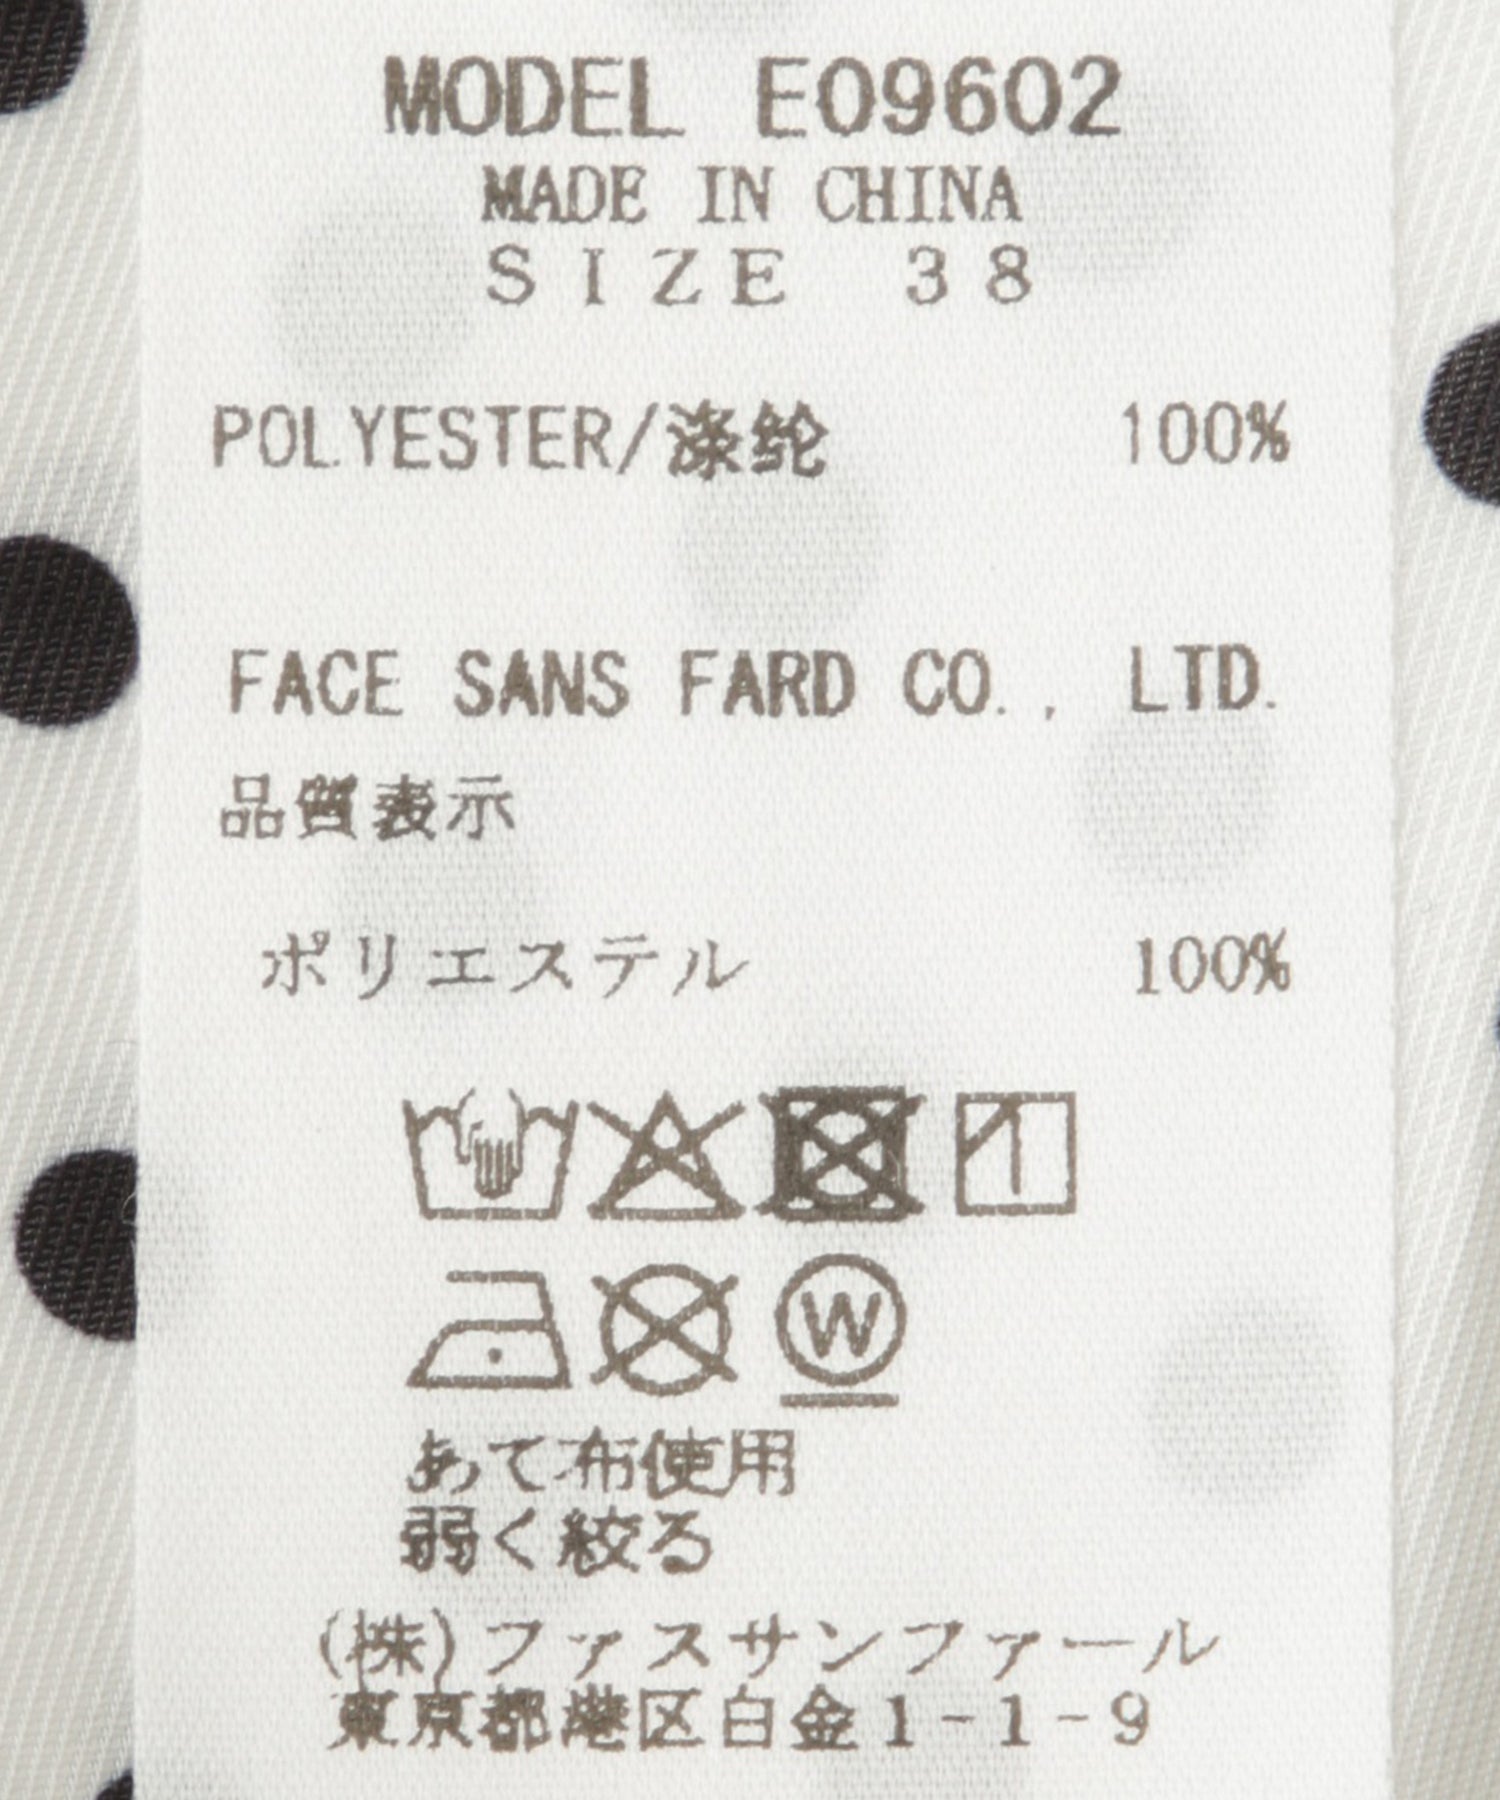 MODEL E09602
MADE IN CHINA
SIZE 38
POLYESTER/涤纶 100%
FACE SANS FARD CO., LTD.
品質表示
ポリエステル 100%
W
あて布使用
弱く絞る
(株)ファスサンファール
東京都港区白金1-1-9